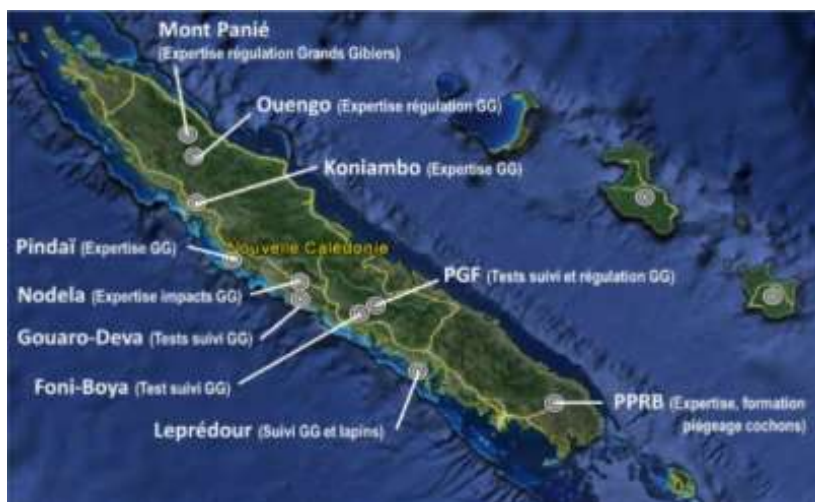 Mont Panié
(Expertise régulation Grands Gibiers)
Ouengo (Expertise régulation GG)
Koniambo (Expertise GG)
Pindaï (Expertise GG)
Nouvelle Calédonie
Nodela (Expertise impacts GG)
PGF (Tests suivi et régulation GG)
Gouaro-Deva (Tests suivi GG)
Foni-Boya (Test suivi GG)
Leprédour (Suivi GG et lapins)
PPRB (Expertise, formation
piégeage cochons)